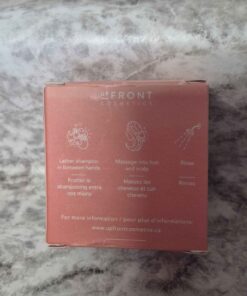 UPFRONT
COSMETICS
Lather shampoo
in between hands
Massage into hair
and scalp
Rinse
Frotter le
shampooing entre
vos mains
Massez les
cheveux et cuir
chevelu
Rincez
For more information / pour plus d'informations:
www.upfrontcosmetics.ca